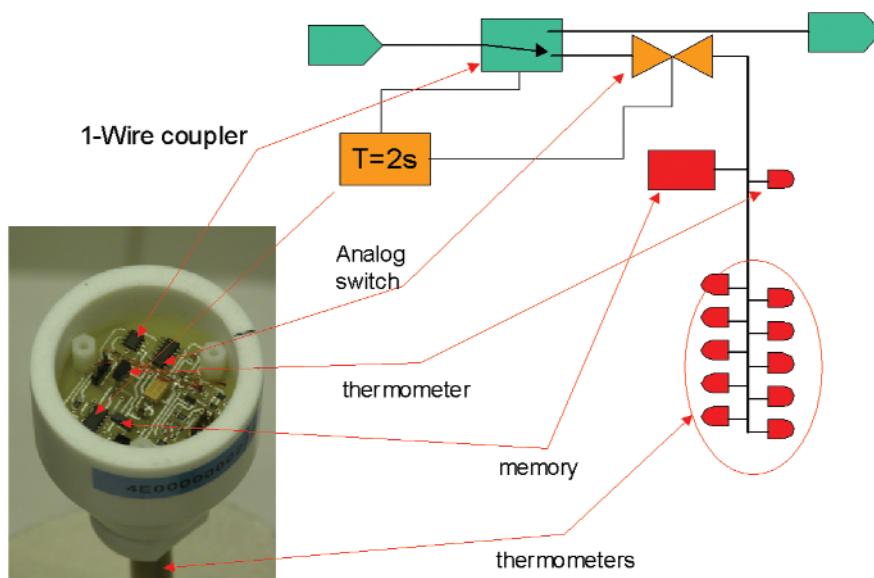 1-Wire coupler
T=2s
Analog
switch
thermometer
memory
thermometers